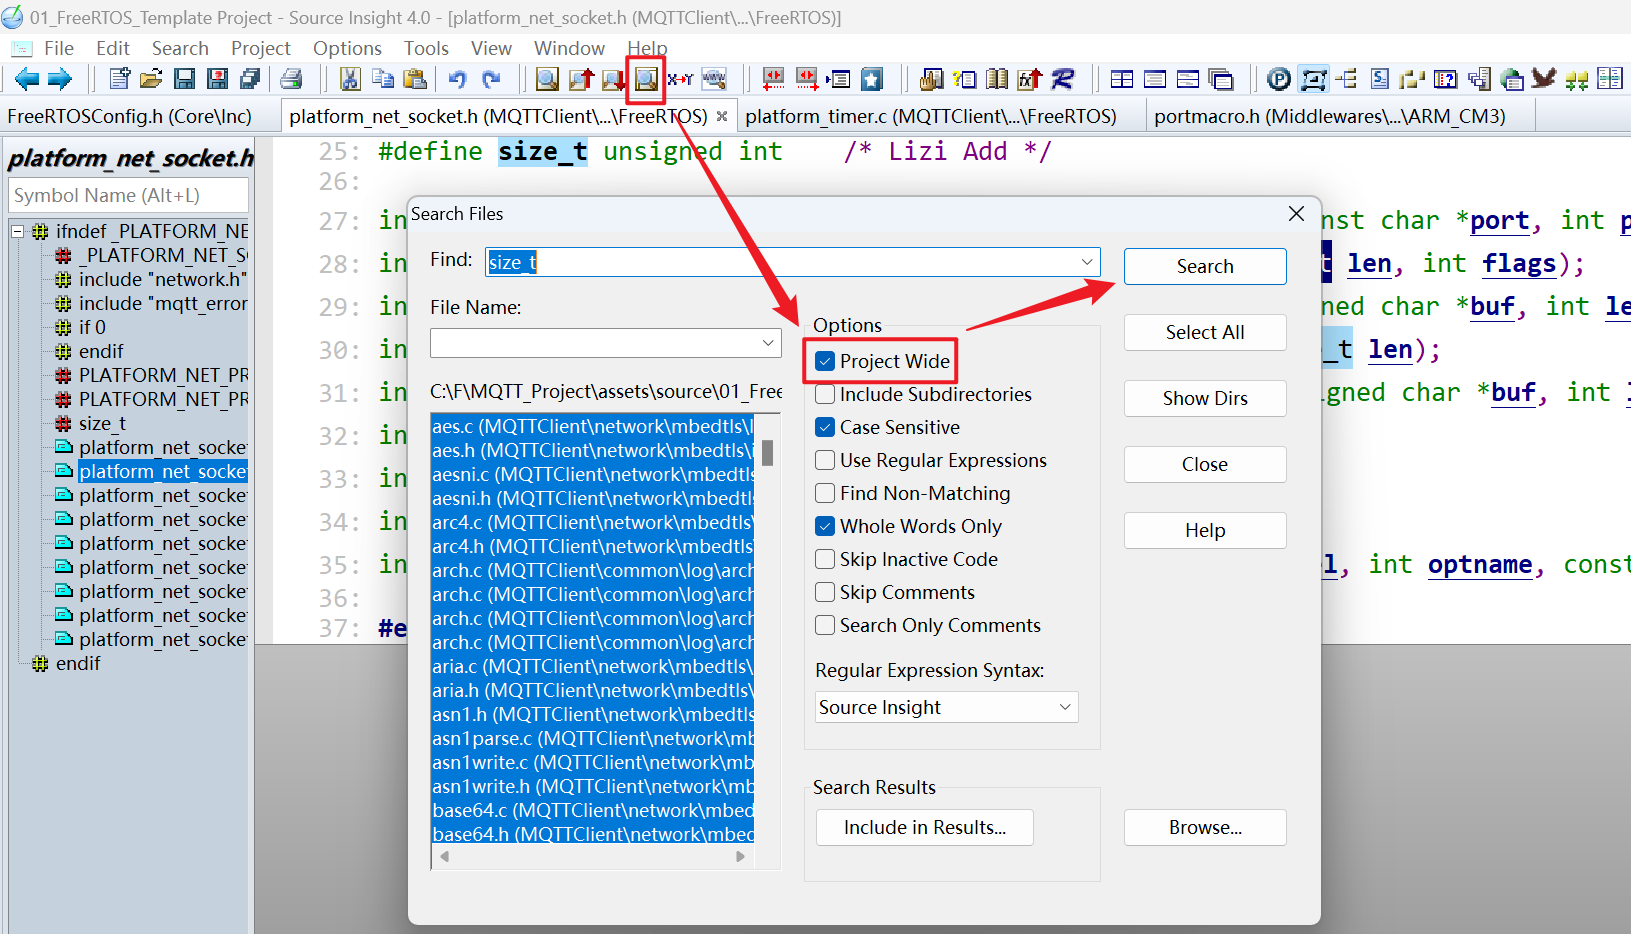 01_FreeRTOS_Template Project - Source Insight 4.0 - [platform_net_socket.h (MQTTClient\...\FreeRTOS)]
File Edit Search Project Options Tools View Window Help
FreeRTOSConfig.h (Core\Inc)
platform_net_socket.h (MQTTClient\...\FreeRTOS)
platform_timer.c (MQTTClient\...\FreeRTOS)
portmacro.h (Middlewares\...\ARM_CM3)
platform_net_socket.h
Symbol Name (Alt+L)
ifndef _PLATFORM_NE
_PLATFORM_NET_S
include "network.h"
include "mqtt_error
if 0
endif
PLATFORM_NET_PR
PLATFORM_NET_PR
size_t
platform_net_socke
platform_net_socket
platform_net_socke
platform_net_socke
platform_net_socke
platform_net_socke
platform_net_socke
platform_net_socke
platform_net_socke
endif
25: #define size_t unsigned int /* Lizi Add */
26:
27: in nst char *port, int p
28: in t len, int flags);
29: in ned char *buf, int le
30: in _t len);
31: in igned char *buf, int l
32: in
33: in
34: in
35: in l, int optname, const
36:
37: #e
Search Files
Find: size_t
File Name:
C:\F\MQTT_Project\assets\source\01_Free
aes.c (MQTTClient\network\mbedtls\l
aes.h (MQTTClient\network\mbedtls\i
aesni.c (MQTTClient\network\mbedtls
aesni.h (MQTTClient\network\mbedtls
arc4.c (MQTTClient\network\mbedtls\
arc4.h (MQTTClient\network\mbedtls\
arch.c (MQTTClient\common\log\arch
arch.c (MQTTClient\common\log\arch
arch.c (MQTTClient\common\log\arch
arch.c (MQTTClient\common\log\arch
aria.c (MQTTClient\network\mbedtls\
aria.h (MQTTClient\network\mbedtls\
asn1.h (MQTTClient\network\mbedtls
asn1parse.c (MQTTClient\network\mb
asn1write.c (MQTTClient\network\mb
asn1write.h (MQTTClient\network\mb
base64.c (MQTTClient\network\mbed
base64.h (MQTTClient\network\mbed
Options
Project Wide
Include Subdirectories
Case Sensitive
Use Regular Expressions
Find Non-Matching
Whole Words Only
Skip Inactive Code
Skip Comments
Search Only Comments
Regular Expression Syntax:
Source Insight
Search Results
Include in Results...
Search
Select All
Show Dirs
Close
Help
Browse...